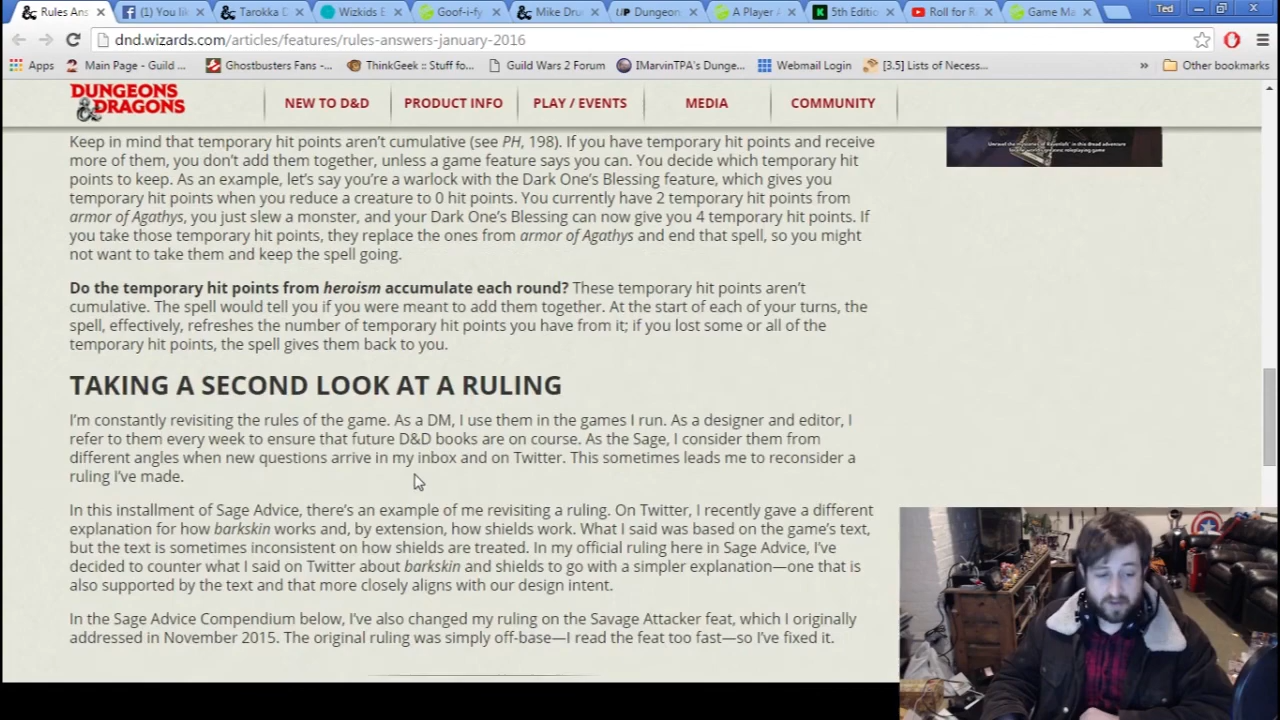 Rules Ans
(1) You lik
Tarokka D
Wizkids E
Goof-i-fy
Mike Dru
Dungeon
A Player A
5th Editio
Roll for R
Game Ma
Ted
dnd.wizards.com/articles/features/rules-answers-january-2016
Apps
Main Page - Guild ...
Ghostbusters Fans -...
ThinkGeek :: Stuff fo...
Guild Wars 2 Forum
IMarvinTPA's Dunge...
Webmail Login
[3.5] Lists of Necess...
»
Other bookmarks
DUNGEONS & DRAGONS
NEW TO D&D
PRODUCT INFO
PLAY / EVENTS
MEDIA
COMMUNITY
Keep in mind that temporary hit points aren't cumulative (see PH, 198). If you have temporary hit points and receive
more of them, you don't add them together, unless a game feature says you can. You decide which temporary hit
points to keep. As an example, let's say you're a warlock with the Dark One's Blessing feature, which gives you
temporary hit points when you reduce a creature to 0 hit points. You currently have 2 temporary hit points from
armor of Agathys, you just slew a monster, and your Dark One's Blessing can now give you 4 temporary hit points. If
you take those temporary hit points, they replace the ones from armor of Agathys and end that spell, so you might
not want to take them and keep the spell going.
Do the temporary hit points from heroism accumulate each round? These temporary hit points aren't
cumulative. The spell would tell you if you were meant to add them together. At the start of each of your turns, the
spell, effectively, refreshes the number of temporary hit points you have from it; if you lost some or all of the
temporary hit points, the spell gives them back to you.
TAKING A SECOND LOOK AT A RULING
I'm constantly revisiting the rules of the game. As a DM, I use them in the games I run. As a designer and editor, I
refer to them every week to ensure that future D&D books are on course. As the Sage, I consider them from
different angles when new questions arrive in my inbox and on Twitter. This sometimes leads me to reconsider a
ruling I've made.
In this installment of Sage Advice, there's an example of me revisiting a ruling. On Twitter, I recently gave a different
explanation for how barkskin works and, by extension, how shields work. What I said was based on the game's text,
but the text is sometimes inconsistent on how shields are treated. In my official ruling here in Sage Advice, I've
decided to counter what I said on Twitter about barkskin and shields to go with a simpler explanation—one that is
also supported by the text and that more closely aligns with our design intent.
In the Sage Advice Compendium below, I've also changed my ruling on the Savage Attacker feat, which I originally
addressed in November 2015. The original ruling was simply off-base—I read the feat too fast—so I've fixed it.